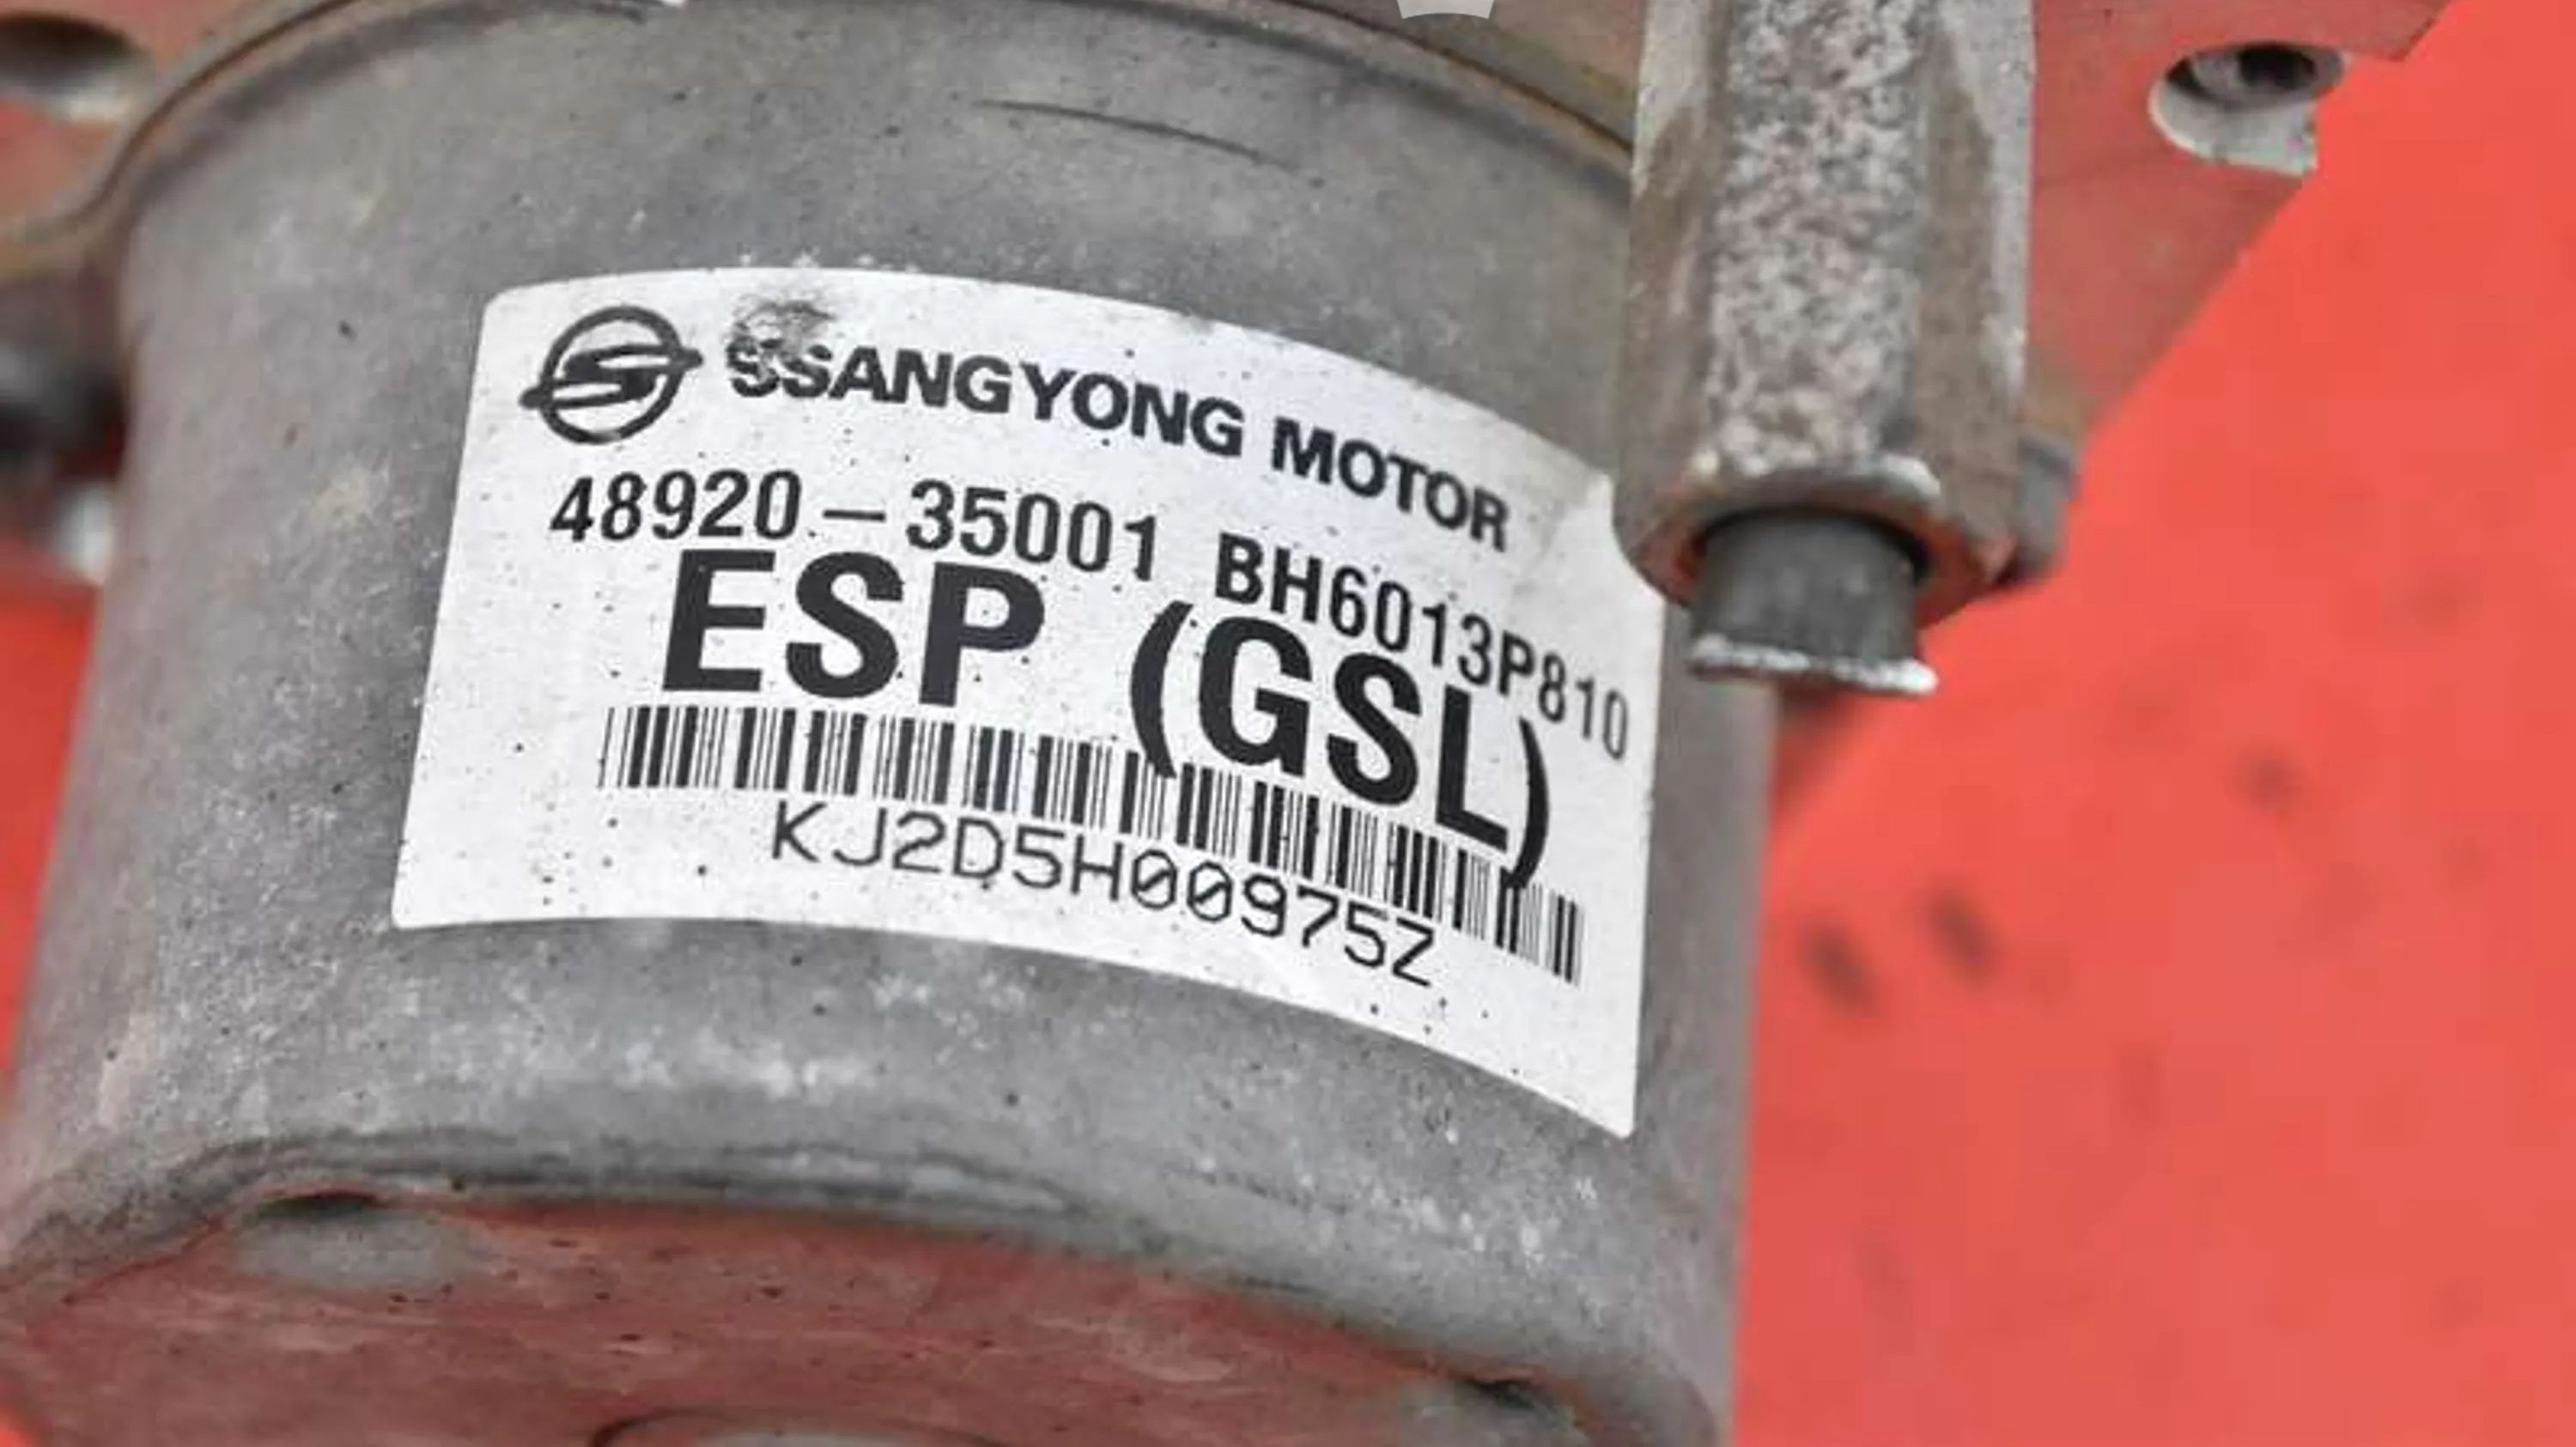 SSANGYONG MOTOR
48920-35001 BH6013P810
ESP (GSL)
KJ2D5H00975Z